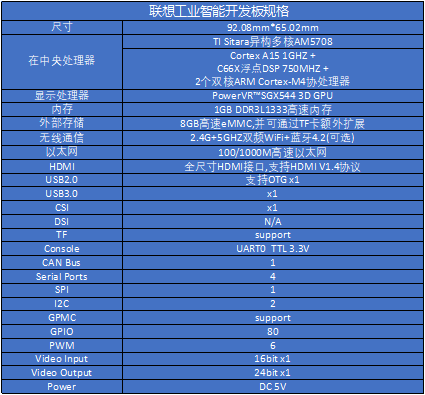 联想工业智能开发板规格
尺寸 92.08mm*65.02mm
在中央处理器 TI Sitara异构多核AM5708
Cortex A15 1GHZ +
C66X浮点DSP 750MHZ +
2个双核ARM Cortex-M4协处理器
显示处理器 PowerVR™SGX544 3D GPU
内存 1GB DDR3L1333高速内存
外部存储 8GB高速eMMC,并可通过TF卡额外扩展
无线通信 2.4G+5GHZ双频WiFi+蓝牙4.2(可选)
以太网 100/1000M高速以太网
HDMI 全尺寸HDMI接口,支持HDMI V1.4协议
USB2.0 支持OTG x1
USB3.0 x1
CSI x1
DSI N/A
TF support
Console UART0 TTL 3.3V
CAN Bus 1
Serial Ports 4
SPI 1
I2C 2
GPMC support
GPIO 80
PWM 6
Video Input 16bit x1
Video Output 24bit x1
Power DC 5V